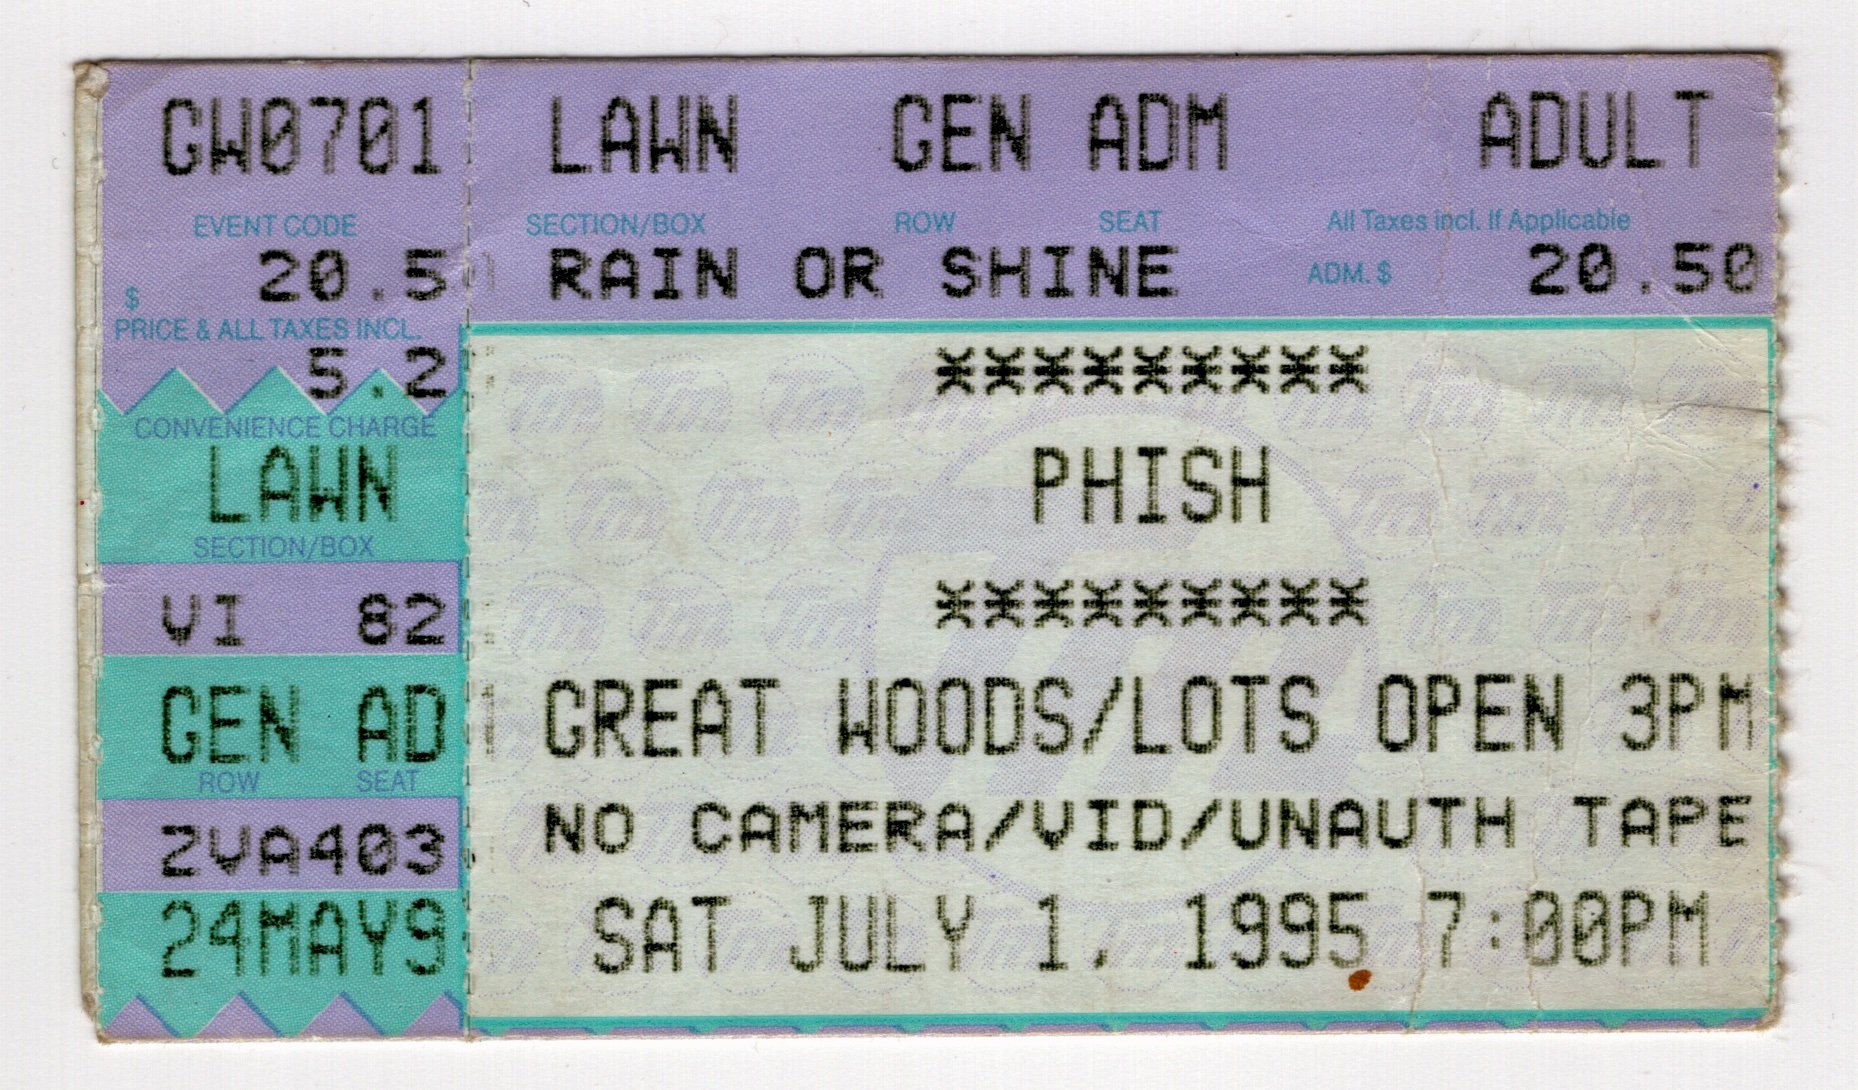 GW0701
EVENT CODE
20.5
$
PRICE & ALL TAXES INCL.
5.2
CONVENIENCE CHARGE
LAWN
SECTION/BOX
VI 82
GEN AD
ROW SEAT
ZVA403
24MAY9
LAWN GEN ADM ADULT
SECTION/BOX ROW SEAT All Taxes incl. If Applicable
RAIN OR SHINE ADM. $ 20.50
*********
PHISH
*********
GREAT WOODS/LOTS OPEN 3PM
NO CAMERA/VID/UNAUTH TAPE
SAT JULY 1, 1995 7:00PM